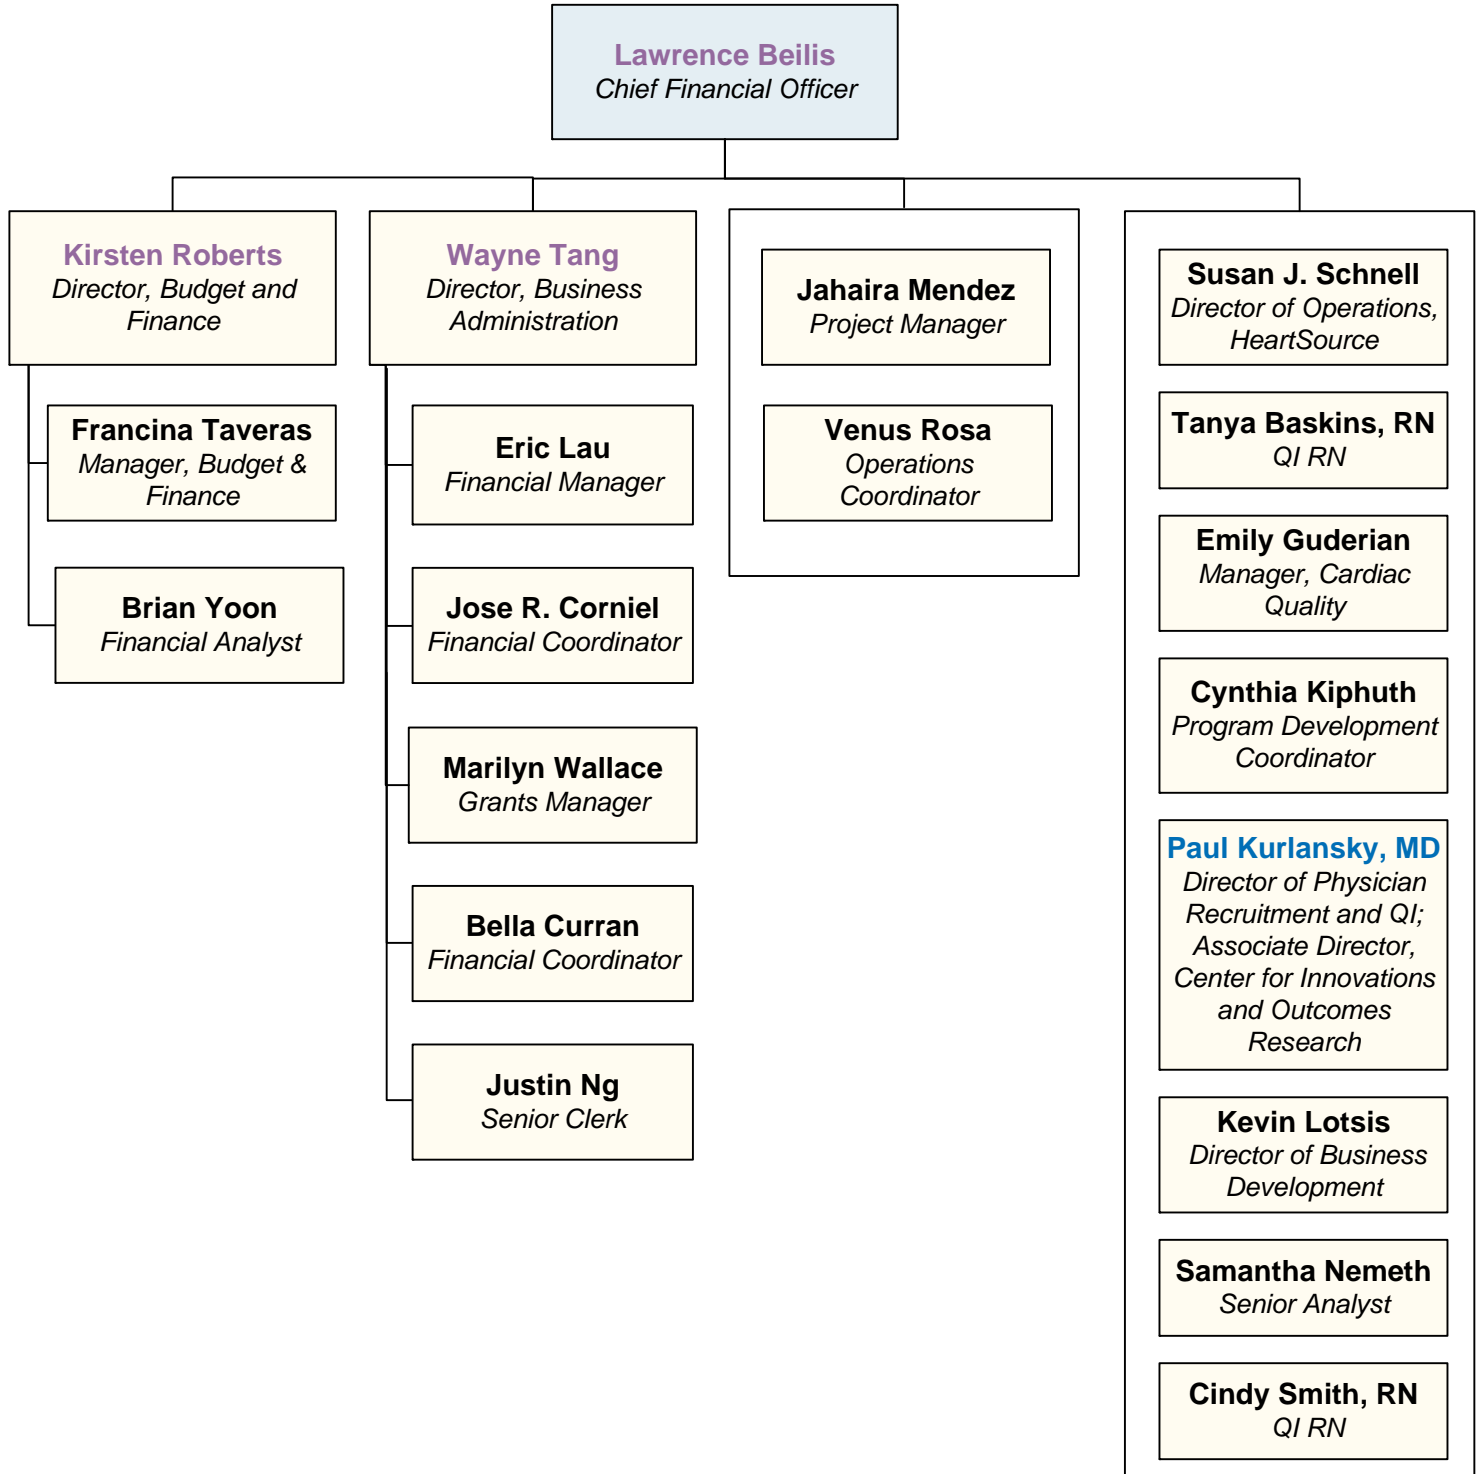 Lawrence Beilis
Chief Financial Officer
Kirsten Roberts
Director, Budget and
Finance
Francina Taveras
Manager, Budget &
Finance
Brian Yoon
Financial Analyst
Wayne Tang
Director, Business
Administration
Eric Lau
Financial Manager
Jose R. Corniel
Financial Coordinator
Marilyn Wallace
Grants Manager
Bella Curran
Financial Coordinator
Justin Ng
Senior Clerk
Jahaira Mendez
Project Manager
Venus Rosa
Operations
Coordinator
Susan J. Schnell
Director of Operations,
HeartSource
Tanya Baskins, RN
QI RN
Emily Guderian
Manager, Cardiac
Quality
Cynthia Kiphuth
Program Development
Coordinator
Paul Kurlansky, MD
Director of Physician
Recruitment and QI;
Associate Director,
Center for Innovations
and Outcomes
Research
Kevin Lotsis
Director of Business
Development
Samantha Nemeth
Senior Analyst
Cindy Smith, RN
QI RN